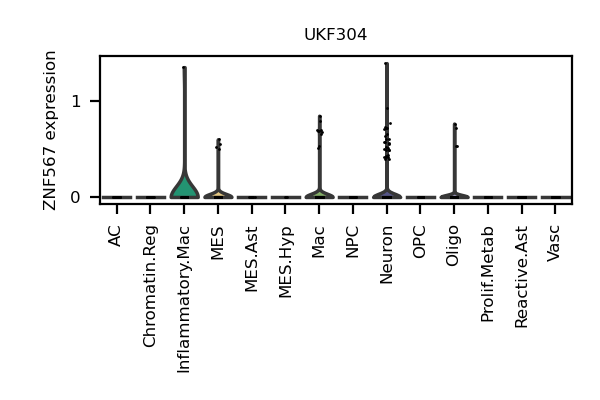 UKF304
ZNF567 expression
1
0
AC
Chromatin.Reg
Inflammatory.Mac
MES
MES.Ast
MES.Hyp
Mac
NPC
Neuron
OPC
Oligo
Prolif.Metab
Reactive.Ast
Vasc